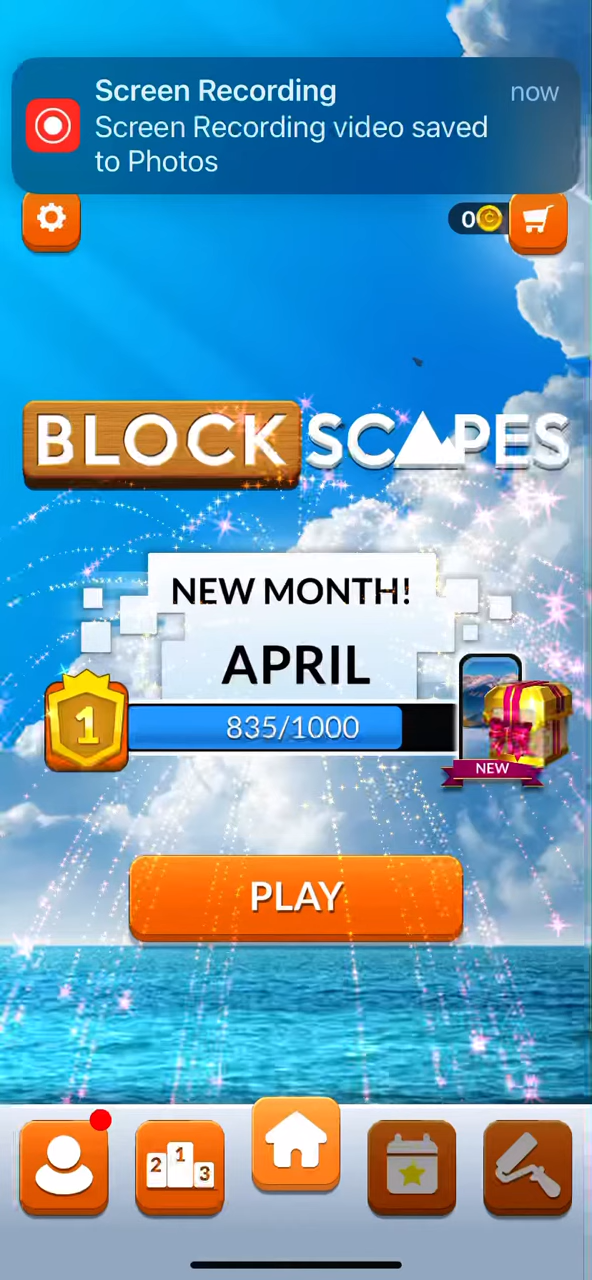 Screen Recording
now
Screen Recording video saved
to Photos
0
BLOCKSCAPES
NEW MONTH!
APRIL
1
835/1000
NEW
PLAY
2 1 3